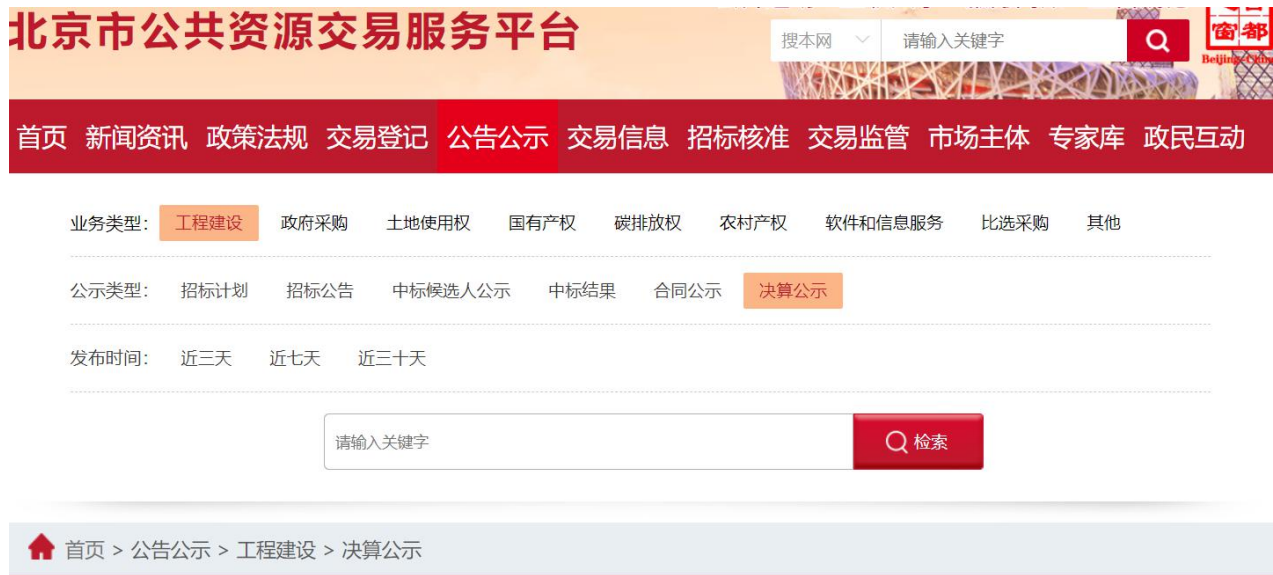 北京市公共资源交易服务平台
搜本网 请输入关键字
窗都
首页 新闻资讯 政策法规 交易登记 公告公示 交易信息 招标核准 交易监管 市场主体 专家库 政民互动
业务类型: 工程建设 政府采购 土地使用权 国有产权 碳排放权 农村产权 软件和信息服务 比选采购 其他
公示类型: 招标计划 招标公告 中标候选人公示 中标结果 合同公示 决算公示
发布时间: 近三天 近七天 近三十天
请输入关键字 检索
首页 > 公告公示 > 工程建设 > 决算公示